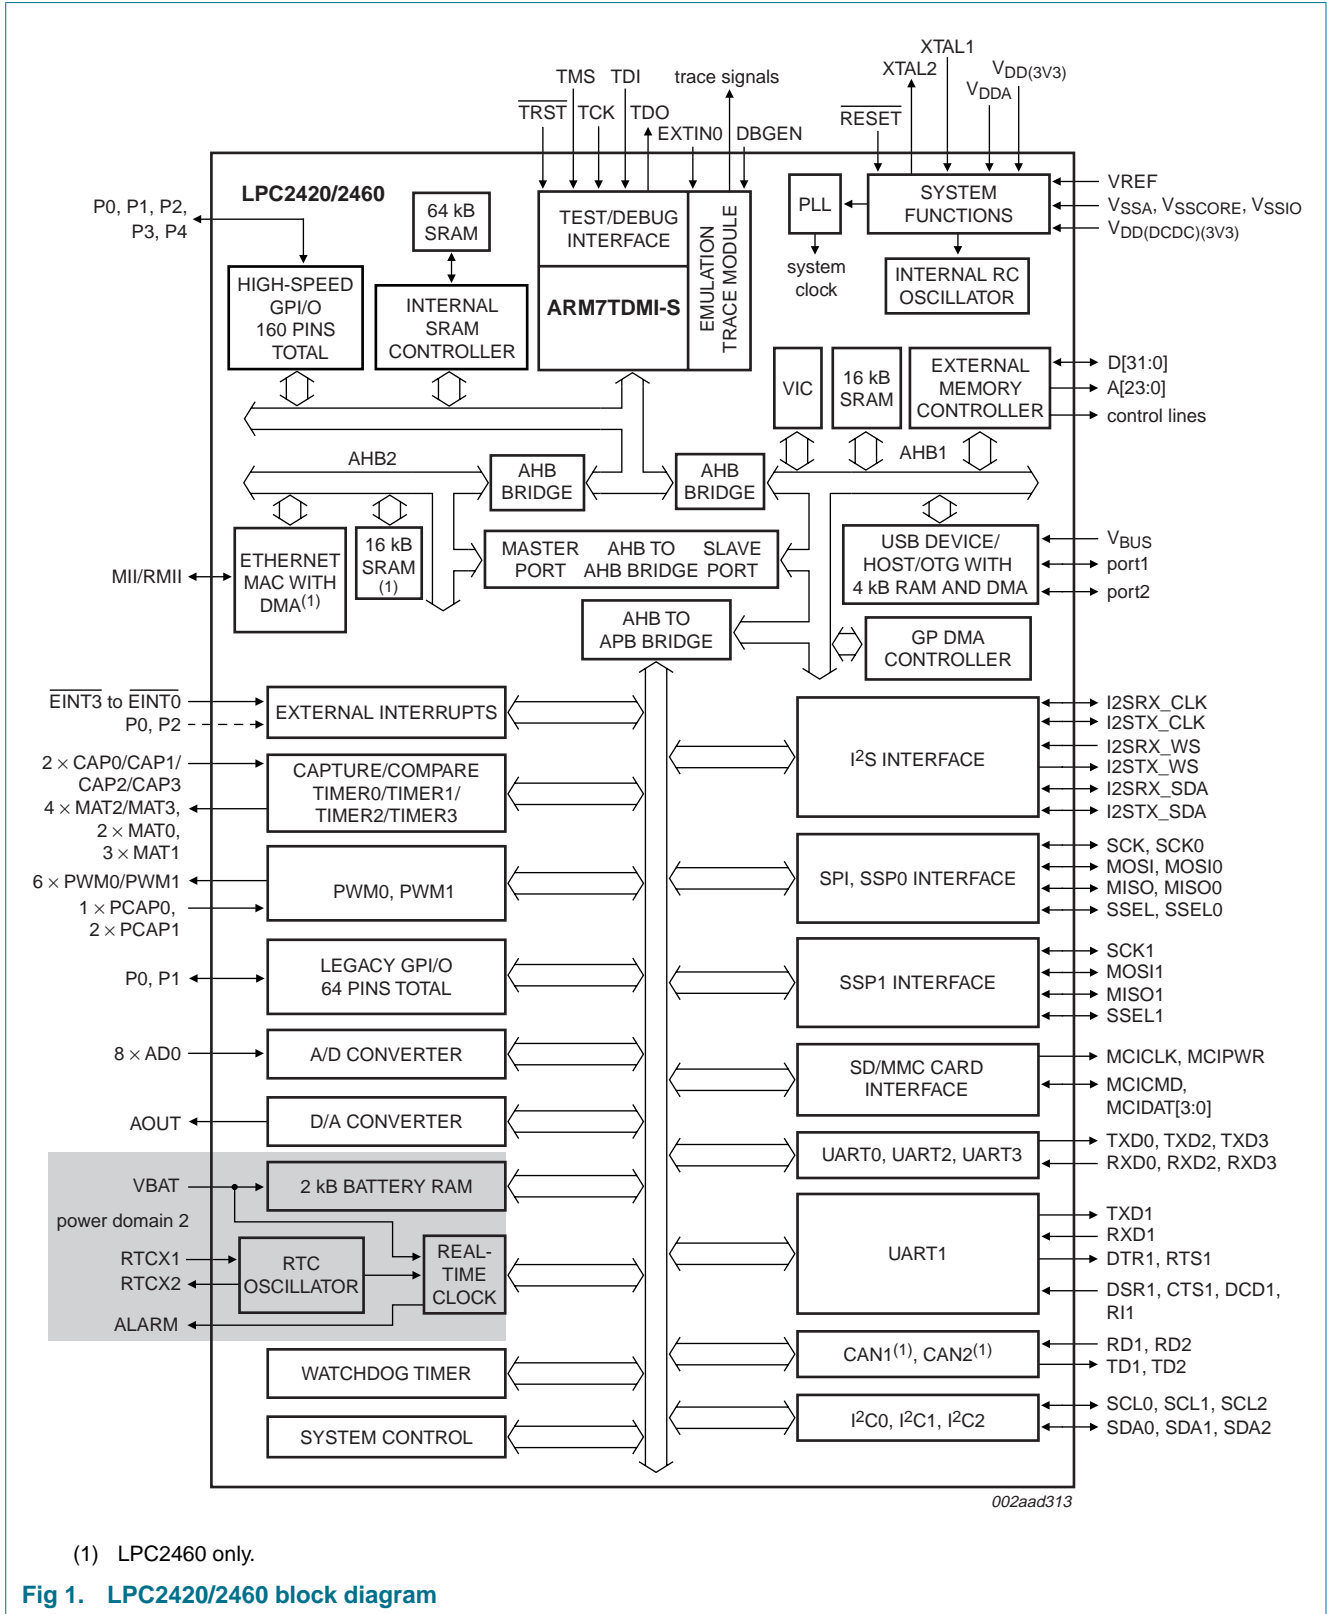 XTAL1
XTAL2
VDD(3V3)
VDDA
RESET
TMS TDI trace signals
TRST TCK TDO
EXTIN0 DBGEN
LPC2420/2460
P0, P1, P2,
P3, P4
64 kB
SRAM
TEST/DEBUG
INTERFACE
EMULATION
TRACE MODULE
PLL
SYSTEM
FUNCTIONS
VREF
VSSA, VSSCORE, VSSIO
VDD(DCDC)(3V3)
system
clock
INTERNAL RC
OSCILLATOR
HIGH-SPEED
GPI/O
160 PINS
TOTAL
INTERNAL
SRAM
CONTROLLER
ARM7TDMI-S
VIC
16 kB
SRAM
EXTERNAL
MEMORY
CONTROLLER
D[31:0]
A[23:0]
control lines
AHB2
AHB
BRIDGE
AHB
BRIDGE
AHB1
ETHERNET
MAC WITH
DMA(1)
16 kB
SRAM
(1)
MASTER
PORT
AHB TO
AHB BRIDGE
SLAVE
PORT
USB DEVICE/
HOST/OTG WITH
4 kB RAM AND DMA
VBUS
port1
port2
MII/RMII
AHB TO
APB BRIDGE
GP DMA
CONTROLLER
EINT3 to EINT0
P0, P2
EXTERNAL INTERRUPTS
I2S INTERFACE
I2SRX_CLK
I2STX_CLK
I2SRX_WS
I2STX_WS
I2SRX_SDA
I2STX_SDA
2 × CAP0/CAP1/
CAP2/CAP3
4 × MAT2/MAT3,
2 × MAT0,
3 × MAT1
CAPTURE/COMPARE
TIMER0/TIMER1/
TIMER2/TIMER3
6 × PWM0/PWM1
1 × PCAP0,
2 × PCAP1
PWM0, PWM1
SPI, SSP0 INTERFACE
SCK, SCK0
MOSI, MOSI0
MISO, MISO0
SSEL, SSEL0
P0, P1
LEGACY GPI/O
64 PINS TOTAL
SSP1 INTERFACE
SCK1
MOSI1
MISO1
SSEL1
8 × AD0
A/D CONVERTER
SD/MMC CARD
INTERFACE
MCICLK, MCIPWR
MCICMD,
MCIDAT[3:0]
AOUT
D/A CONVERTER
UART0, UART2, UART3
TXD0, TXD2, TXD3
RXD0, RXD2, RXD3
VBAT
2 kB BATTERY RAM
power domain 2
RTCX1
RTCX2
RTC
OSCILLATOR
REAL-
TIME
CLOCK
ALARM
UART1
TXD1
RXD1
DTR1, RTS1
DSR1, CTS1, DCD1,
RI1
WATCHDOG TIMER
CAN1(1), CAN2(1)
RD1, RD2
TD1, TD2
SYSTEM CONTROL
I2C0, I2C1, I2C2
SCL0, SCL1, SCL2
SDA0, SDA1, SDA2
002aad313
(1) LPC2460 only.
Fig 1. LPC2420/2460 block diagram